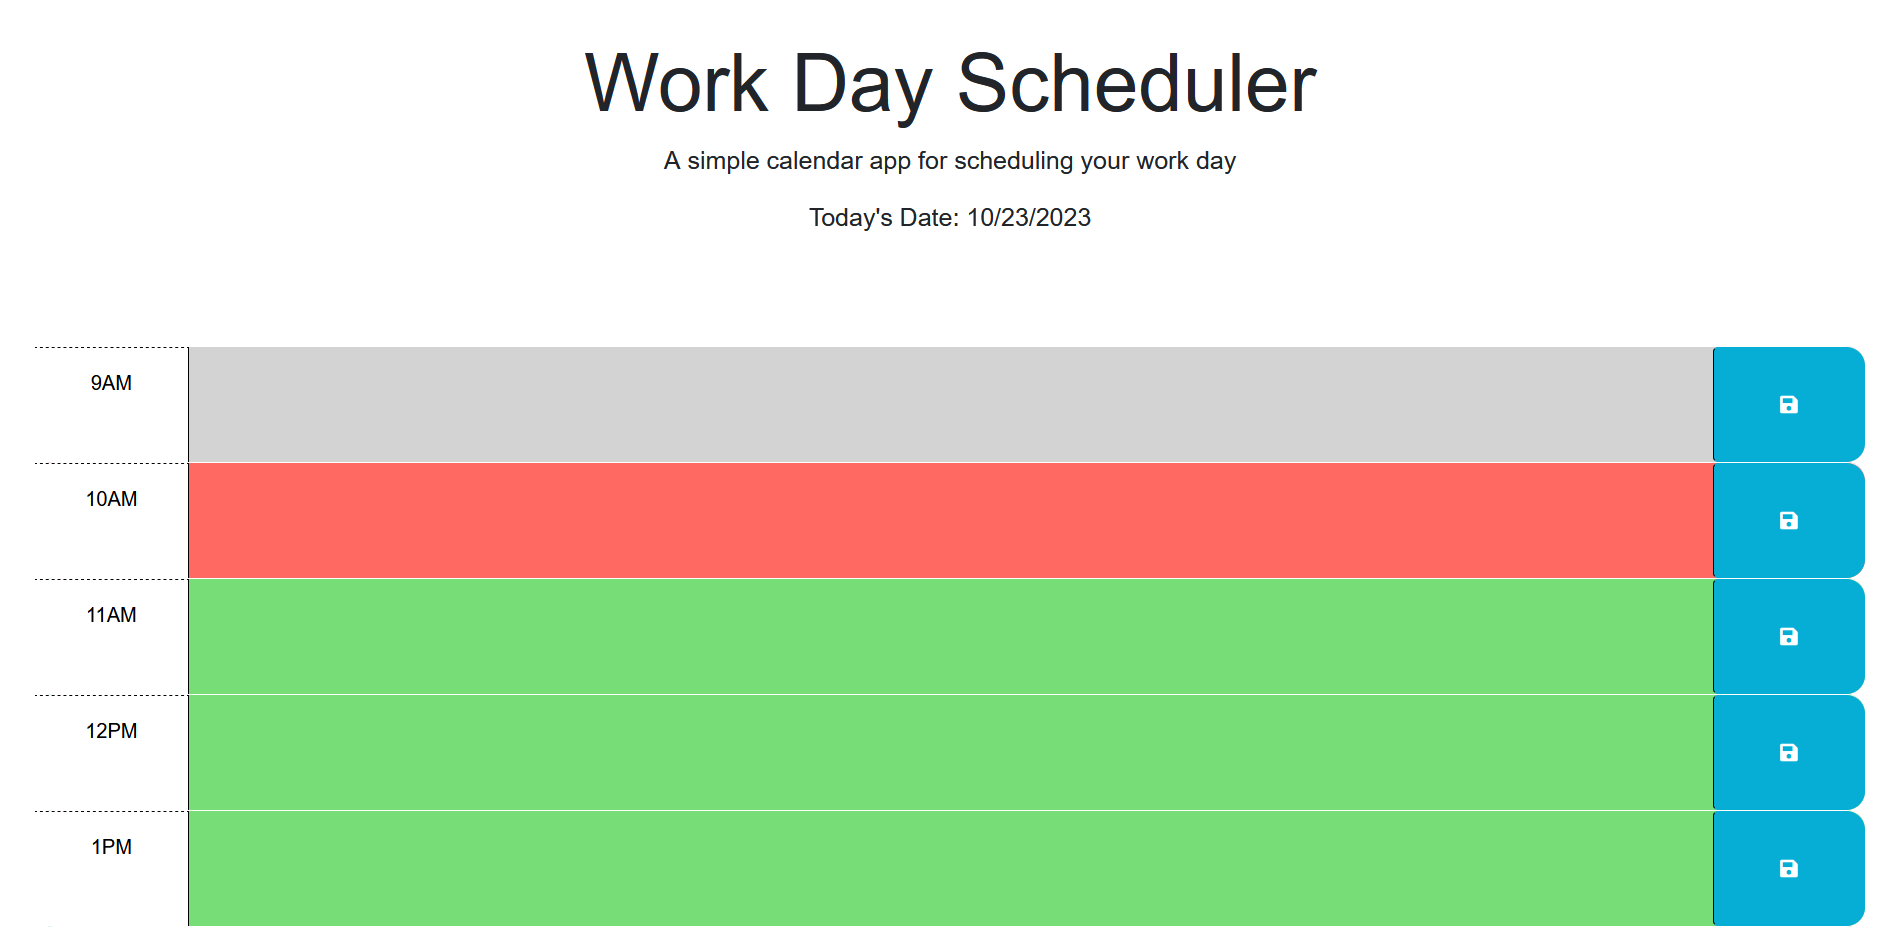 Work Day Scheduler
A simple calendar app for scheduling your work day
Today's Date: 10/23/2023
9AM
10AM
11AM
12PM
1PM